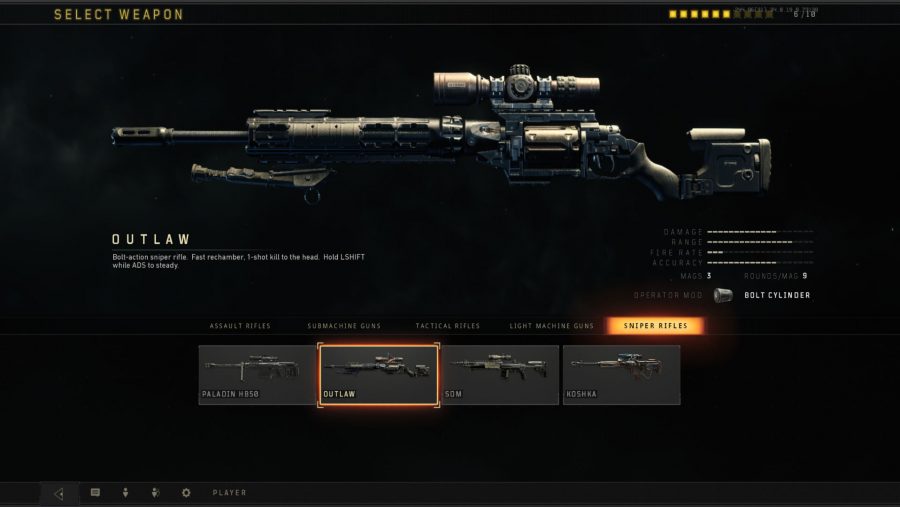 SELECT WEAPON
6/10
OUTLAW
Bolt-action sniper rifle. Fast rechamber, 1-shot kill to the head. Hold LSHIFT
while ADS to steady.
DAMAGE
RANGE
FIRE RATE
ACCURACY
MAGS 3 ROUNDS/MAG 9
OPERATOR MOD BOLT CYLINDER
ASSAULT RIFLES SUBMACHINE GUNS TACTICAL RIFLES LIGHT MACHINE GUNS SNIPER RIFLES
PALADIN HB50 OUTLAW SDM KOSHKA
PLAYER